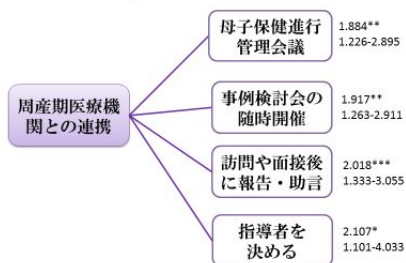 母子保健進行
管理会議
1.884**
1.226-2.895
周産期医療機
関との連携
事例検討会の
随時開催
1.917**
1.263-2.911
訪問や面接後
に報告・助言
2.018***
1.333-3.055
指導者を
決める
2.107*
1.101-4.033